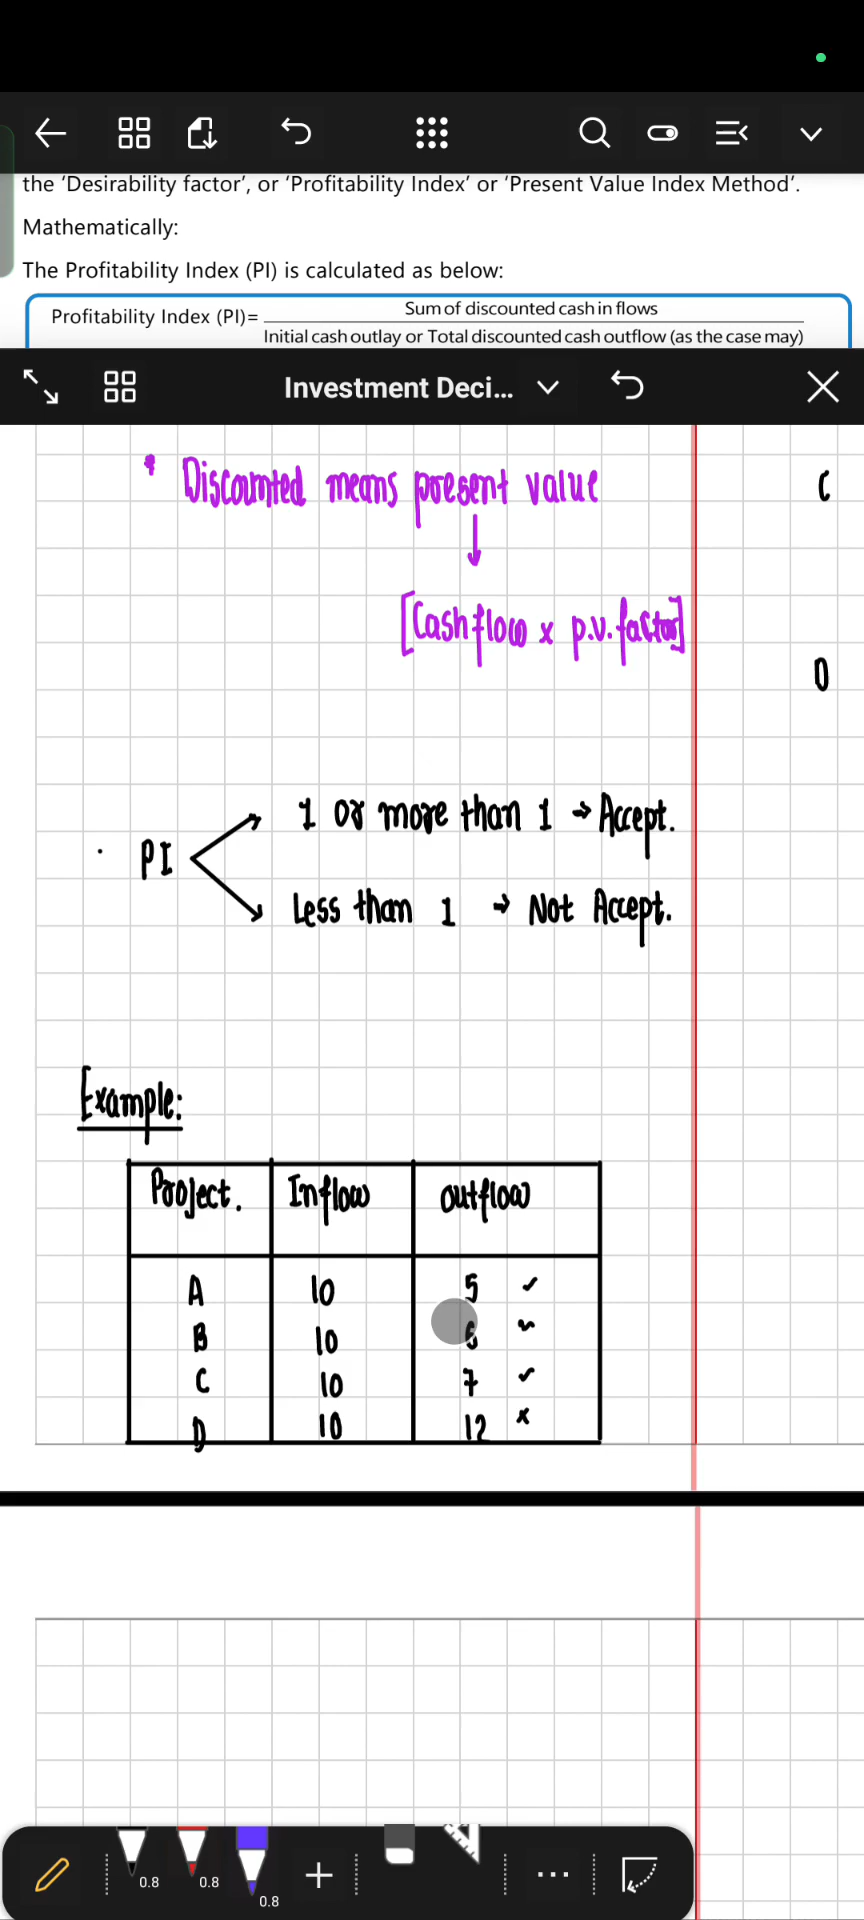 the ‘Desirability factor’, or ‘Profitability Index’ or ‘Present Value Index Method’.
Mathematically:
The Profitability Index (PI) is calculated as below:
Profitability Index (PI)= Sum of discounted cash in flows
Initial cash outlay or Total discounted cash outflow (as the case may)
Investment Deci...
* Discounted means present value
C
[Cash flow x p.v. factor]
D
1 or more than 1 → Accept.
• PI
Less than 1 → Not Accept.
Example:
Project. Inflow outflow
A 10 5 ✓
B 10 6 ✓
C 10 7 ✓
D 10 12 x
0.8 0.8 0.8